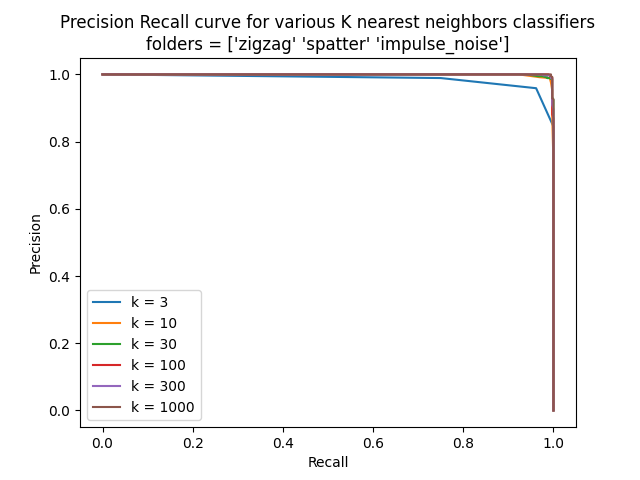 Precision Recall curve for various K nearest neighbors classifiers
folders = ['zigzag' 'spatter' 'impulse_noise']
1.0
0.8
0.6
0.4
0.2
0.0
Precision
k = 3
k = 10
k = 30
k = 100
k = 300
k = 1000
0.0 0.2 0.4 0.6 0.8 1.0
Recall